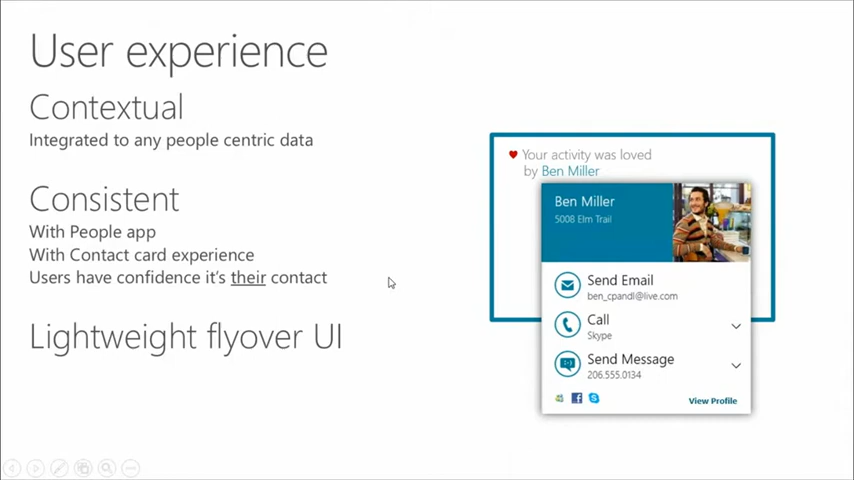 User experience
Contextual
Integrated to any people centric data
Consistent
With People app
With Contact card experience
Users have confidence it's their contact
Lightweight flyover UI
Your activity was loved
by Ben Miller
Ben Miller
5008 Elm Trail
Send Email
ben_cpandl@live.com
Call
Skype
Send Message
206.555.0134
View Profile